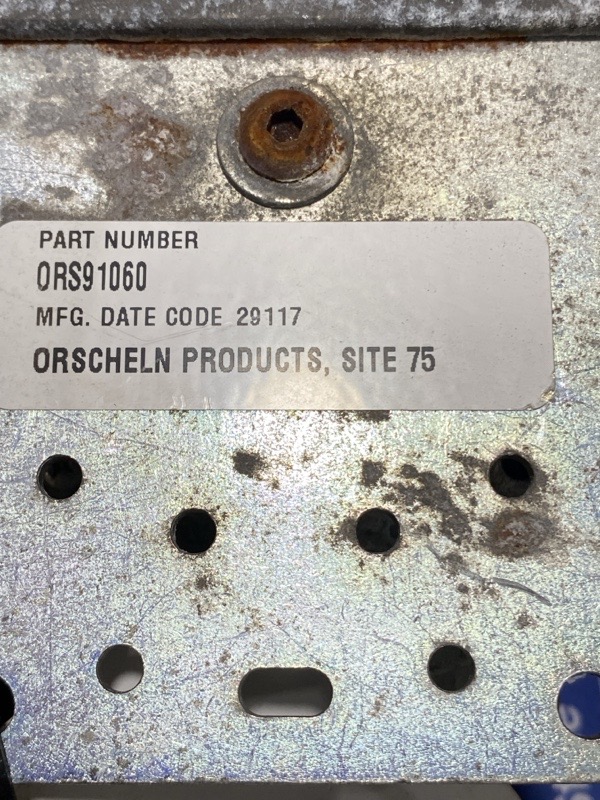 PART NUMBER
ORS91060
MFG. DATE CODE 29117
ORSCHELN PRODUCTS, SITE 75